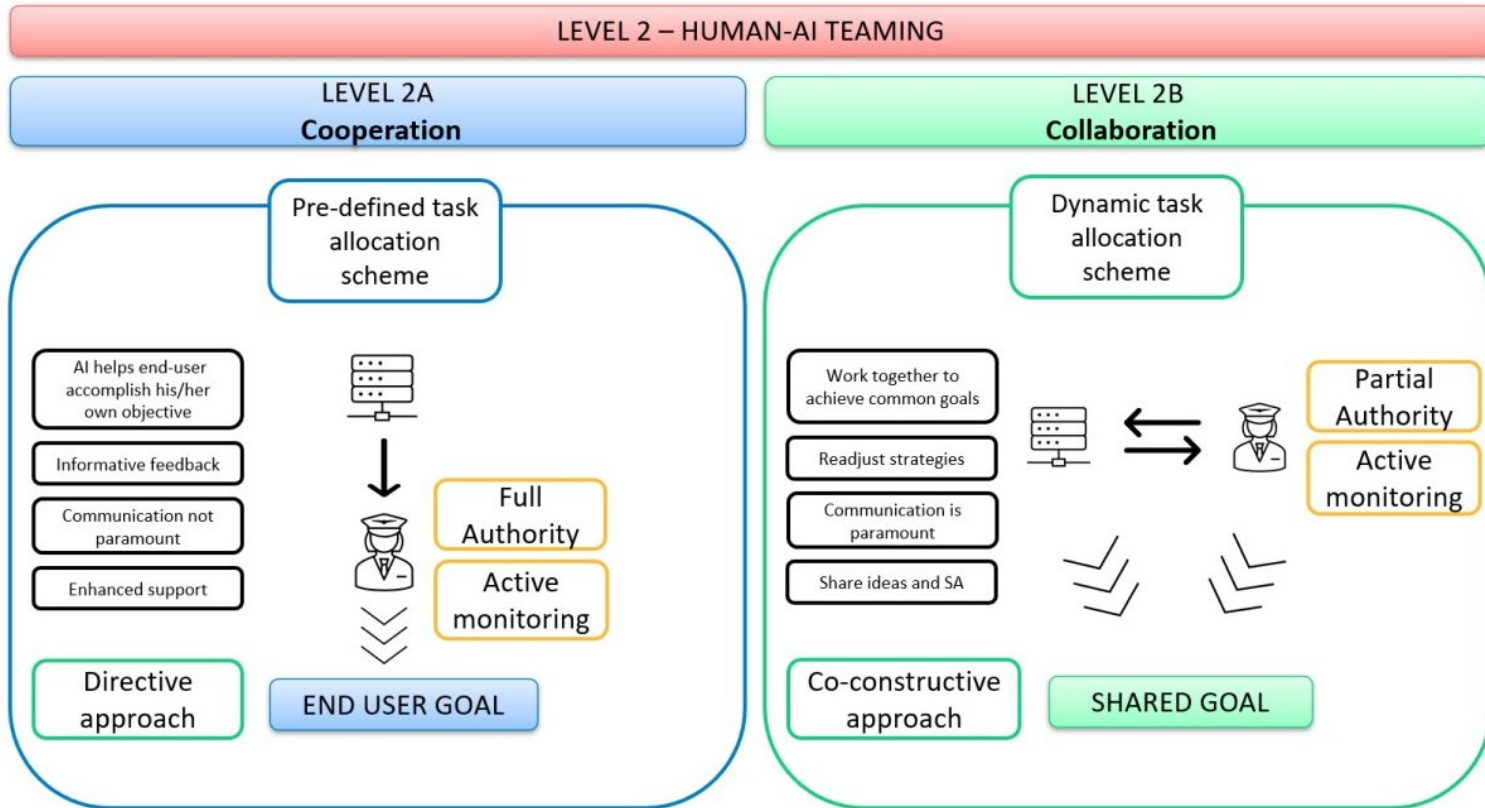 LEVEL 2 – HUMAN-AI TEAMING
LEVEL 2A
Cooperation
Pre-defined task
allocation
scheme
AI helps end-user
accomplish his/her
own objective
Informative feedback
Communication not
paramount
Enhanced support
Full
Authority
Active
monitoring
Directive
approach
END USER GOAL
LEVEL 2B
Collaboration
Dynamic task
allocation
scheme
Work together to
achieve common goals
Readjust strategies
Communication is
paramount
Share ideas and SA
Partial
Authority
Active
monitoring
Co-constructive
approach
SHARED GOAL